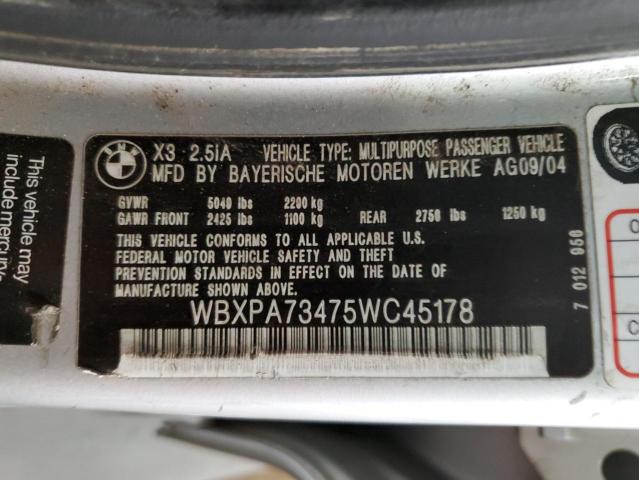 BMW
X3 2.5iA VEHICLE TYPE: MULTIPURPOSE PASSENGER VEHICLE
MFD BY BAYERISCHE MOTOREN WERKE AG09/04
GVWR 5040 lbs 2200 kg
GAWR FRONT 2425 lbs 1100 kg REAR 2750 lbs 1250 kg
THIS VEHICLE CONFORMS TO ALL APPLICABLE U.S.
FEDERAL MOTOR VEHICLE SAFETY AND THEFT
PREVENTION STANDARDS IN EFFECT ON THE DATE OF
MANUFACTURE SHOWN ABOVE.
WBXPA73475WC45178
7 012 950
This vehicle may
include mercury